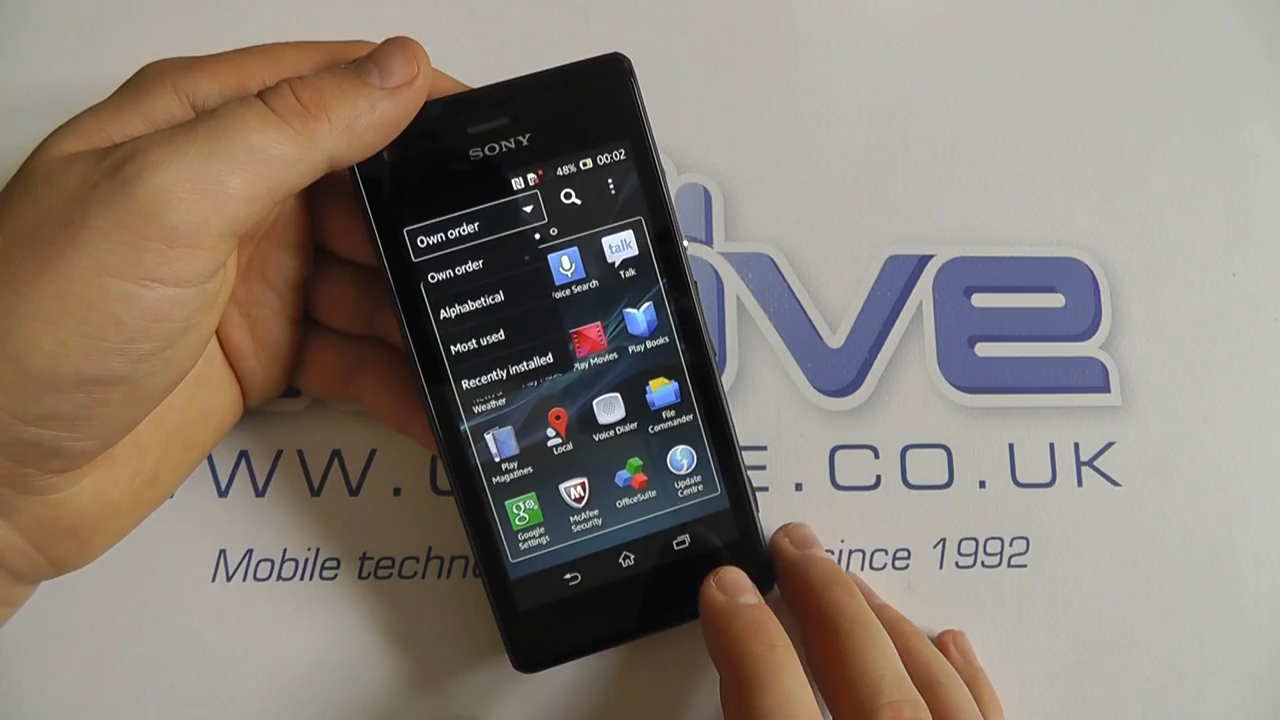 SONY
48% 00:02
Own order
Own order
Alphabetical
Most used
Recently installed
Voice Search
talk
Talk
Play Movies
Play Books
Weather
Play Magazines
Local
Voice Dialer
File Commander
g
Google Settings
McAfee Security
OfficeSuite
Update Centre
ive
WW. E.CO.UK
Mobile techn since 1992